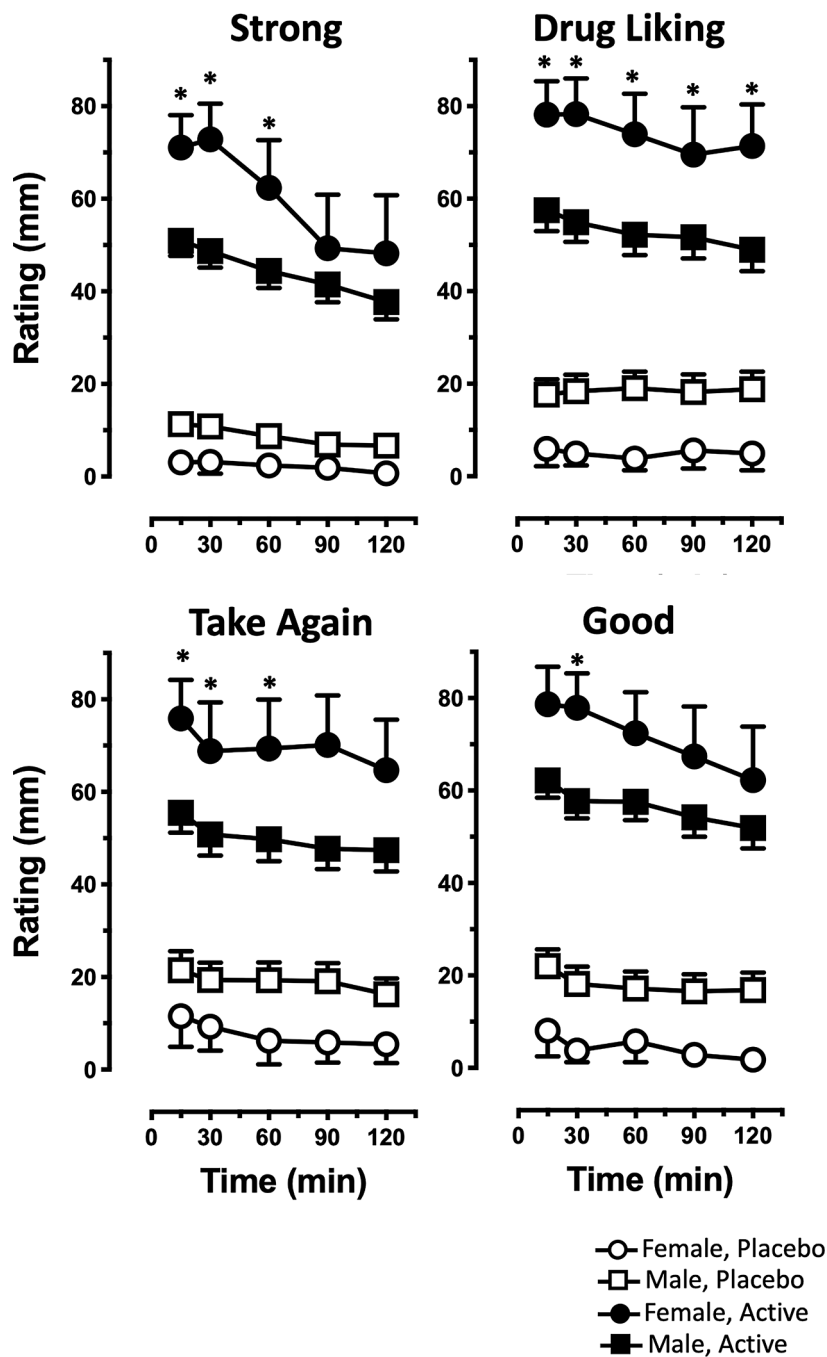 Strong
Drug Liking
* * *
* * * * *
Rating (mm)
80
60
40
20
0
80
60
40
20
0
0 30 60 90 120
0 30 60 90 120
Take Again
Good
* * *
*
Rating (mm)
80
60
40
20
0
80
60
40
20
0
0 30 60 90 120
0 30 60 90 120
Time (min)
Time (min)
Female, Placebo
Male, Placebo
Female, Active
Male, Active